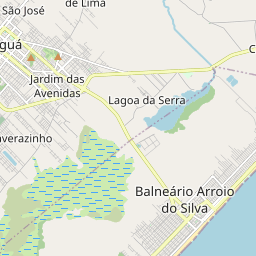 de Lima
São José
guá
C
Jardim das
Avenidas
Lagoa da Serra
averazinho
Balneário Arroio
do Silva